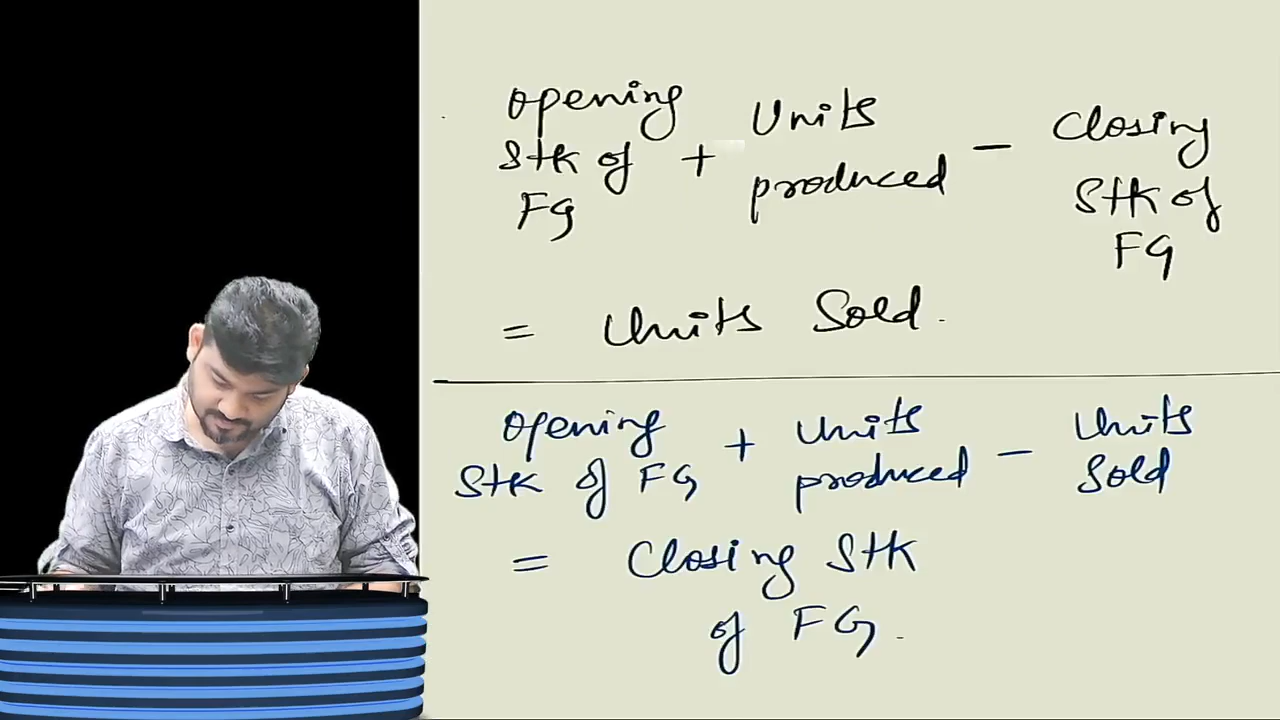 Opening Units Closing
Stk of + produced - Stk of
FG FG
= Units Sold.
Opening + Units - Units
Stk of FG produced Sold
= Closing Stk
of FG.